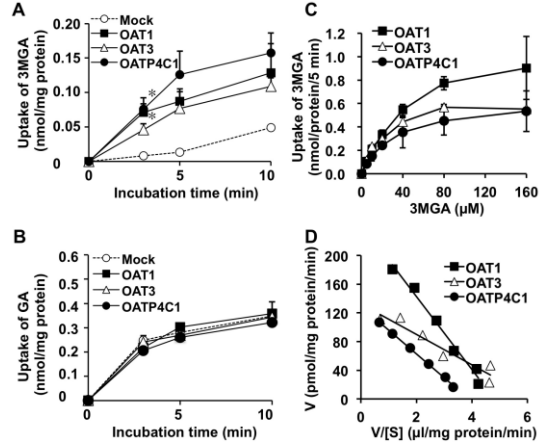 A
Mock
OAT1
OAT3
OATP4C1
Uptake of 3MGA
(nmol/mg protein)
0.20
0.15
0.10
0.05
0
* *
0 5 10
Incubation time (min)
C
OAT1
OAT3
OATP4C1
Uptake of 3MGA
(nmol/protein/5 min)
1.2
1.0
0.8
0.6
0.4
0.2
0.0
0 40 80 120 160
3MGA (μM)
B
Mock
OAT1
OAT3
OATP4C1
Uptake of GA
(nmol/mg protein)
0.6
0.5
0.4
0.3
0.2
0.1
0
0 5 10
Incubation time (min)
D
OAT1
OAT3
OATP4C1
V (pmol/mg protein/min)
200
160
120
80
40
0
0 2 4 6
V/[S] (μl/mg protein/min)